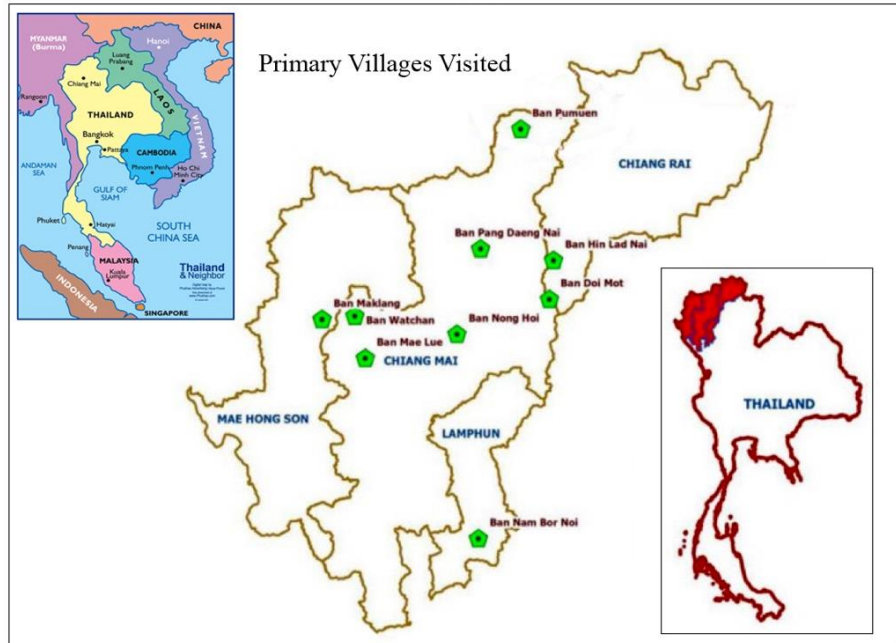 Primary Villages Visited
CHINA
MYANMAR
(Burma)
Hanoi
Luang
Prabang
Chiang Mai
LAOS
Rangoon
THAILAND
VIETNAM
Bangkok
Pattaya
CAMBODIA
ANDAMAN
SEA
Phnom Penh
Ho Chi
Minh City
GULF OF
SIAM
Phuket
Hatyai
SOUTH
CHINA SEA
Penang
MALAYSIA
Kuala
Lumpur
Thailand
& Neighbor
INDONESIA
SINGAPORE
Ban Pumuen
CHIANG RAI
Ban Pang Daeng Nai
Ban Hin Lad Nai
Ban Doi Mot
Ban Maklang
Ban Watchan
Ban Nong Hoi
Ban Mae Lue
CHIANG MAI
MAE HONG SON
LAMPHUN
Ban Nam Bor Noi
THAILAND